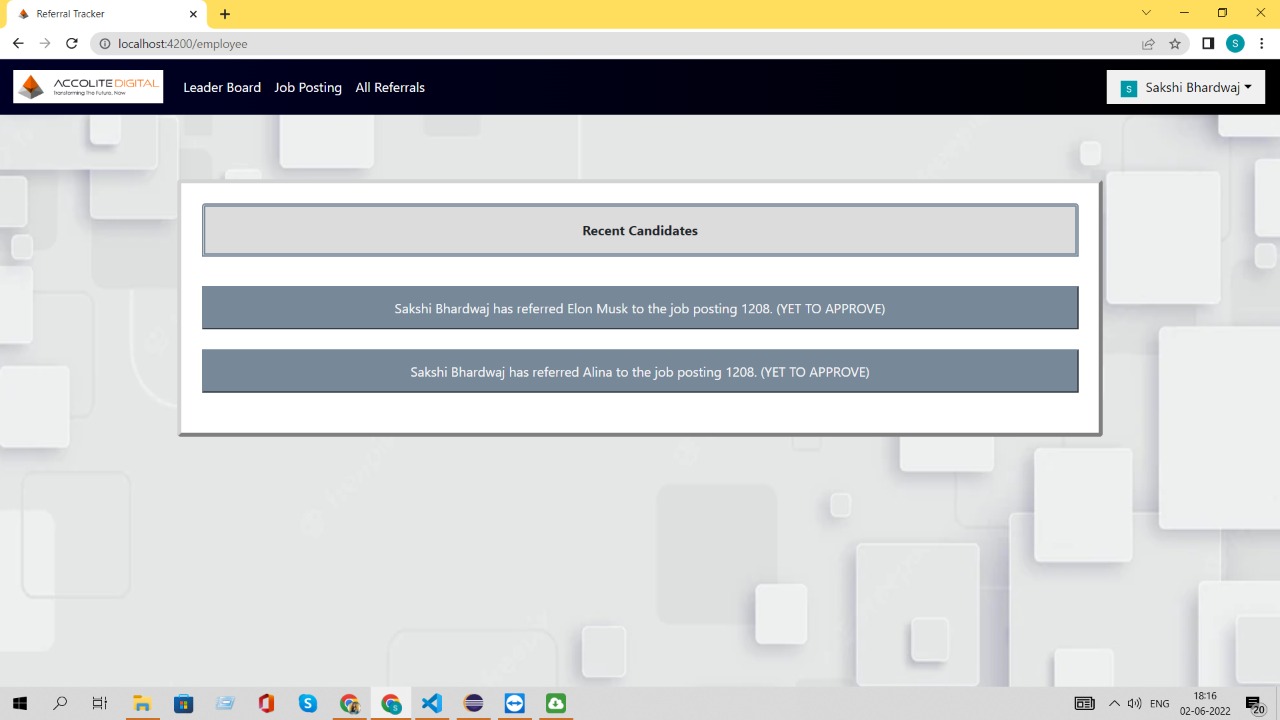 Referral Tracker
localhost:4200/employee
S
ACCOLITE DIGITAL
Transforming the Future, Now
Leader Board
Job Posting
All Referrals
S
Sakshi Bhardwaj
Recent Candidates
Sakshi Bhardwaj has referred Elon Musk to the job posting 1208. (YET TO APPROVE)
Sakshi Bhardwaj has referred Alina to the job posting 1208. (YET TO APPROVE)
ENG
18:16
02-06-2022
20